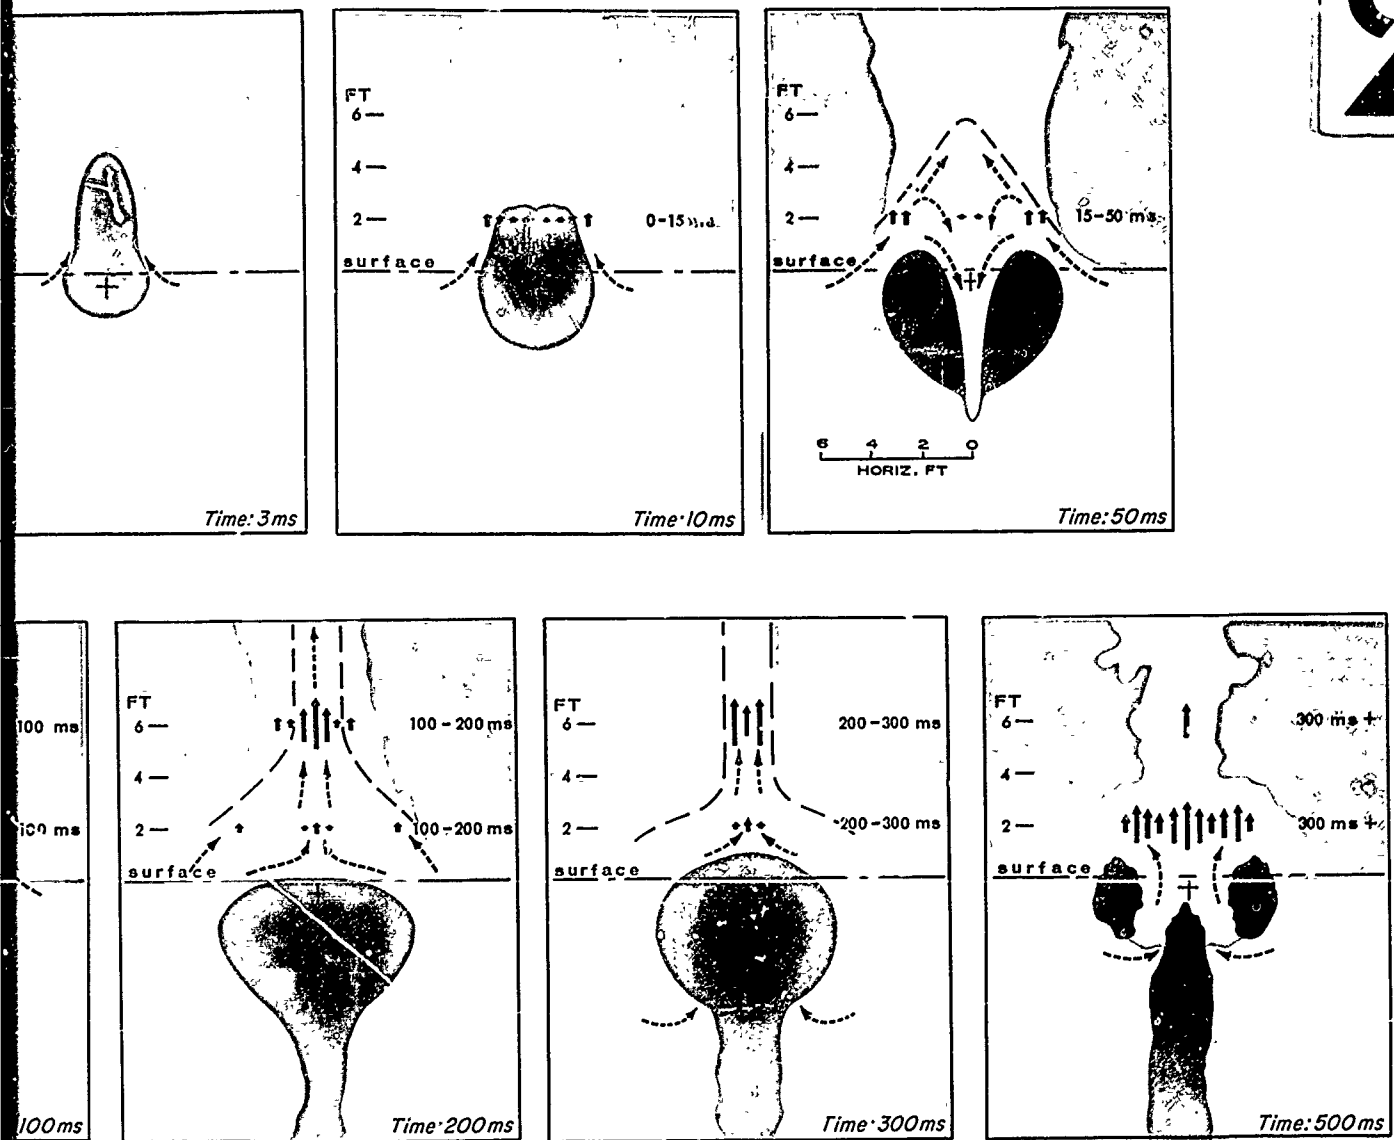 Time: 3ms
FT
6
4
2
0-15
surface
Time: 10ms
FT
6
4
2
15-50 ms
surface
6 4 2 0
HORIZ. FT
Time: 50ms
100 ms
100 ms
100ms
FT
6
100-200 ms
4
2
100-200 ms
surface
Time: 200ms
FT
6
200-300 ms
4
2
200-300 ms
surface
Time: 300ms
FT
6
300 ms +
4
2
300 ms +
surface
Time: 500ms